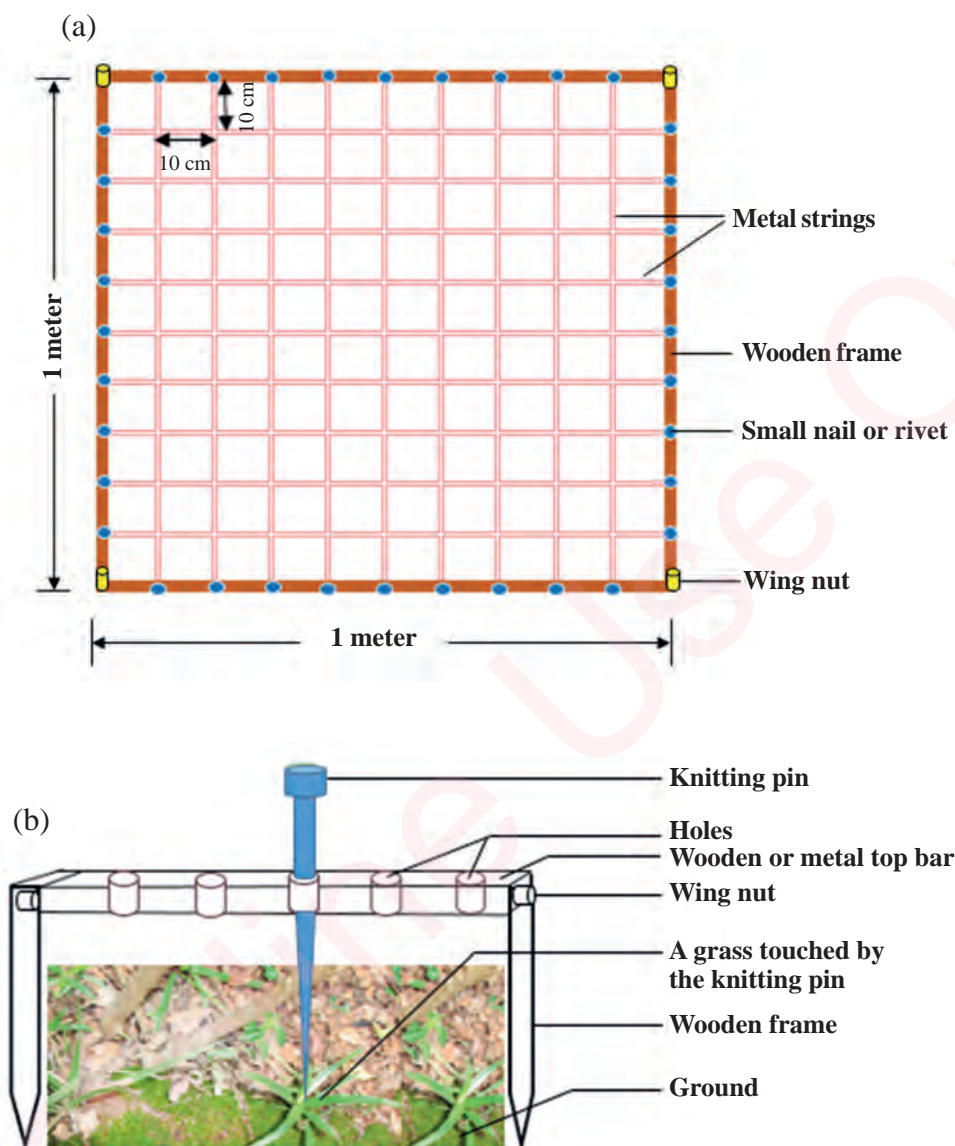 (a)
10 cm
10 cm
Metal strings
1 meter
Wooden frame
Small nail or rivet
Wing nut
1 meter
Knitting pin
(b)
Holes
Wooden or metal top bar
Wing nut
A grass touched by
the knitting pin
Wooden frame
Ground